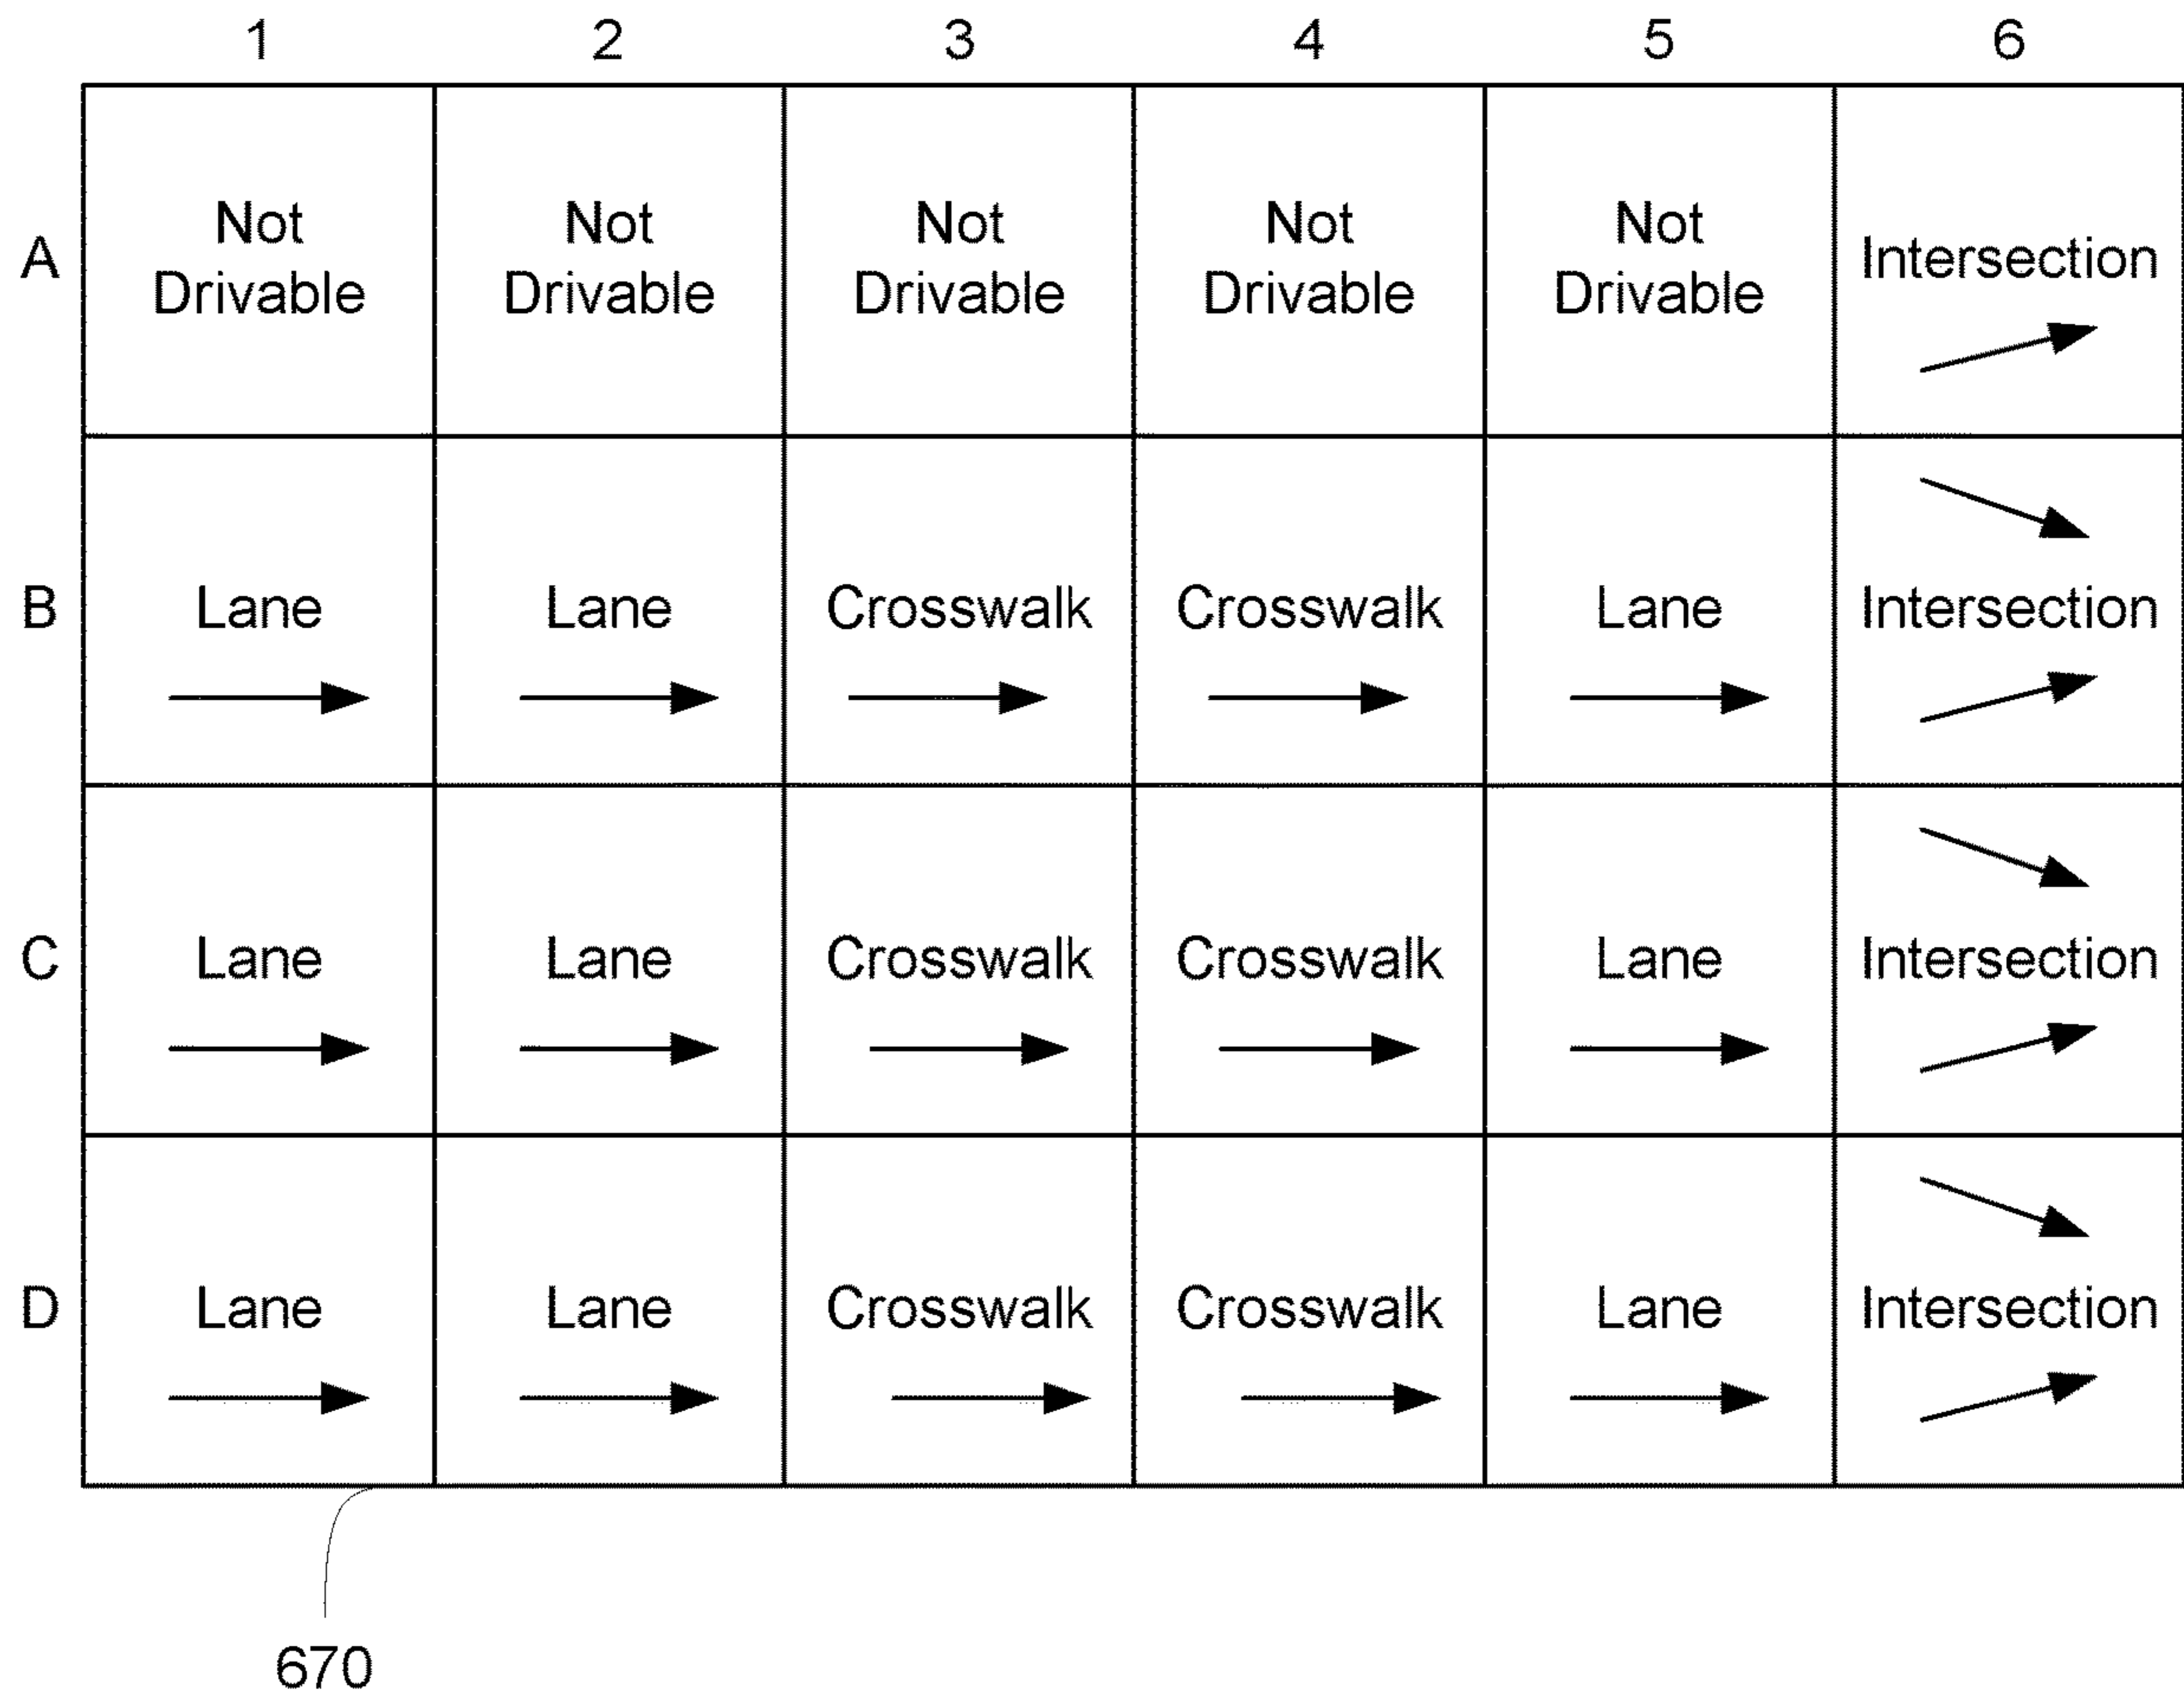 1 2 3 4 5 6
A Not Drivable Not Drivable Not Drivable Not Drivable Not Drivable Intersection
B Lane Lane Crosswalk Crosswalk Lane Intersection
C Lane Lane Crosswalk Crosswalk Lane Intersection
D Lane Lane Crosswalk Crosswalk Lane Intersection
670